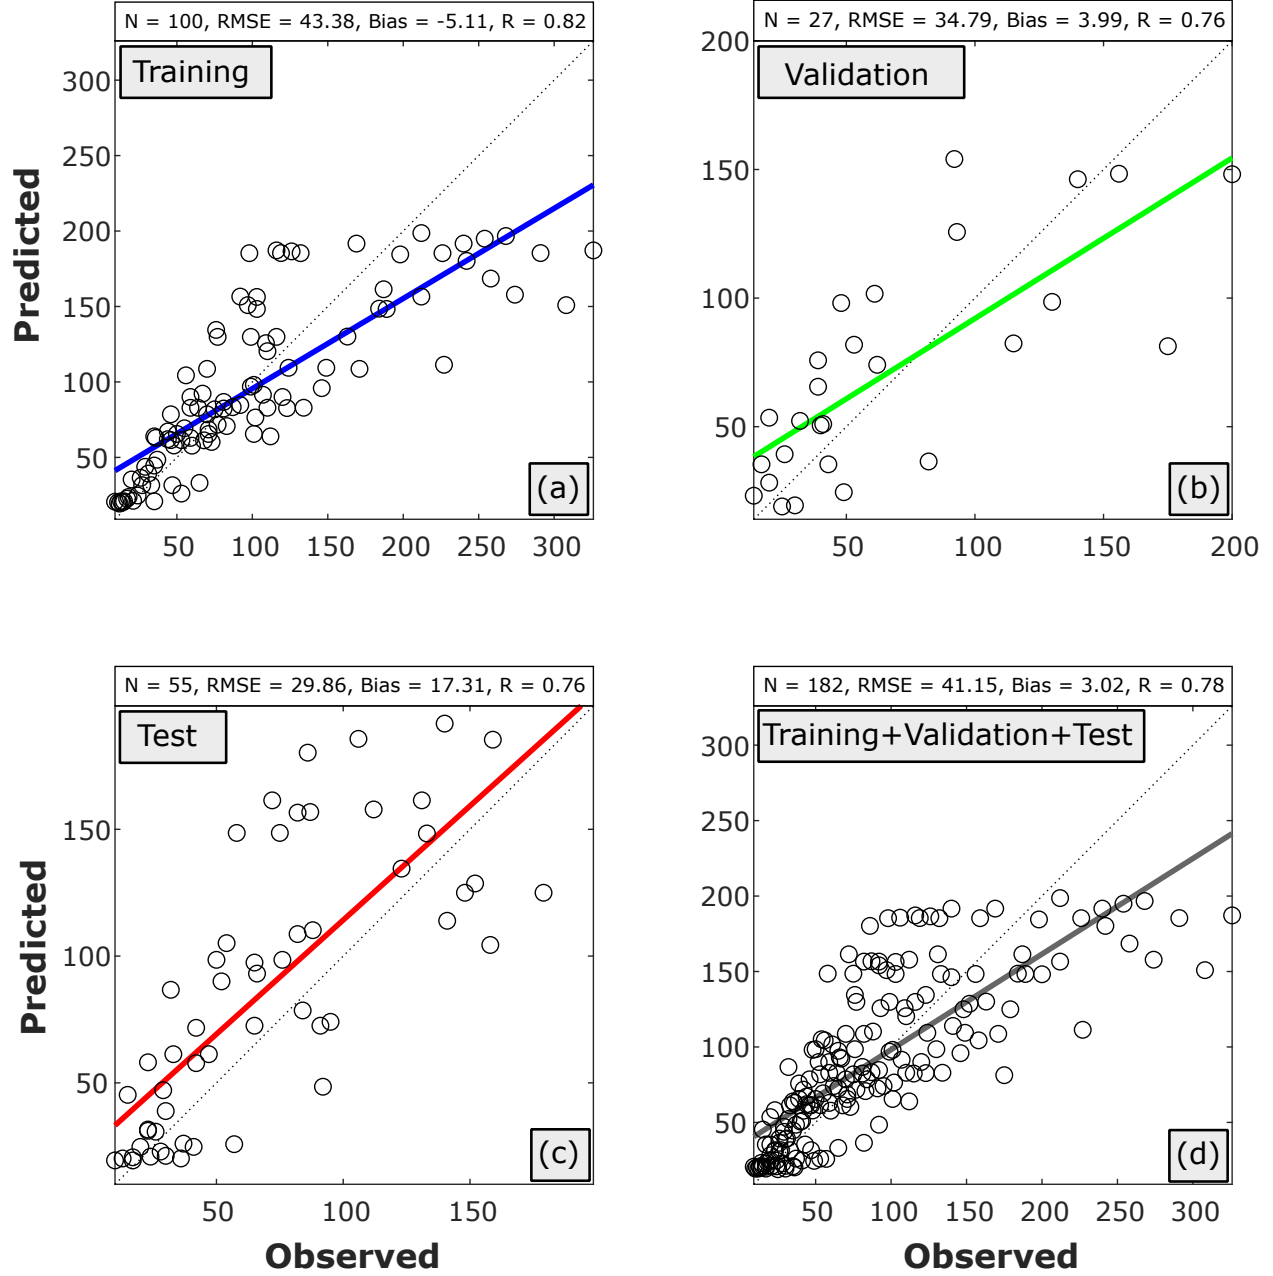 N = 100, RMSE = 43.38, Bias = -5.11, R = 0.82
Training
300
250
200
150
100
50
50
100
150
200
250
300
Predicted
(a)
N = 27, RMSE = 34.79, Bias = 3.99, R = 0.76
Validation
200
150
100
50
50
100
150
200
(b)
N = 55, RMSE = 29.86, Bias = 17.31, R = 0.76
Test
150
100
50
50
100
150
Predicted
Observed
(c)
N = 182, RMSE = 41.15, Bias = 3.02, R = 0.78
Training+Validation+Test
300
250
200
150
100
50
50
100
150
200
250
300
Observed
(d)